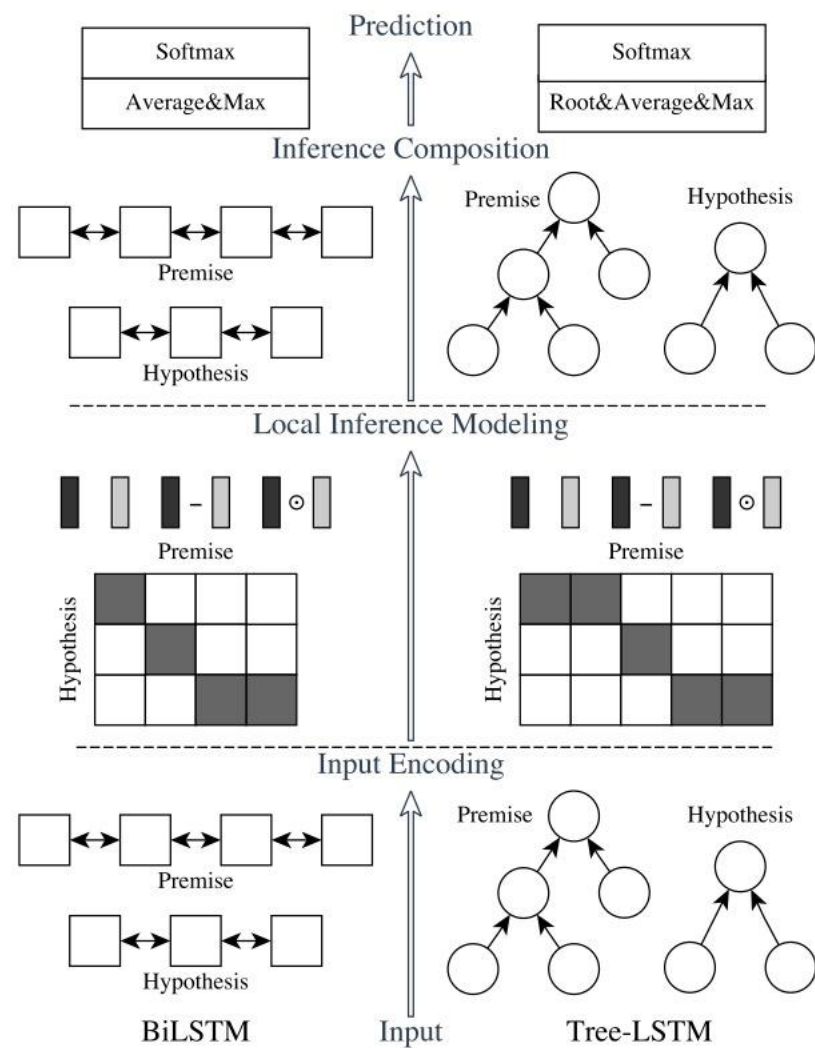 Prediction
Softmax
Average&Max
Softmax
Root&Average&Max
Inference Composition
Premise
Hypothesis
Premise
Hypothesis
Local Inference Modeling
Premise
Hypothesis
Premise
Hypothesis
Input Encoding
Premise
Hypothesis
Premise
Hypothesis
BiLSTM
Input
Tree-LSTM